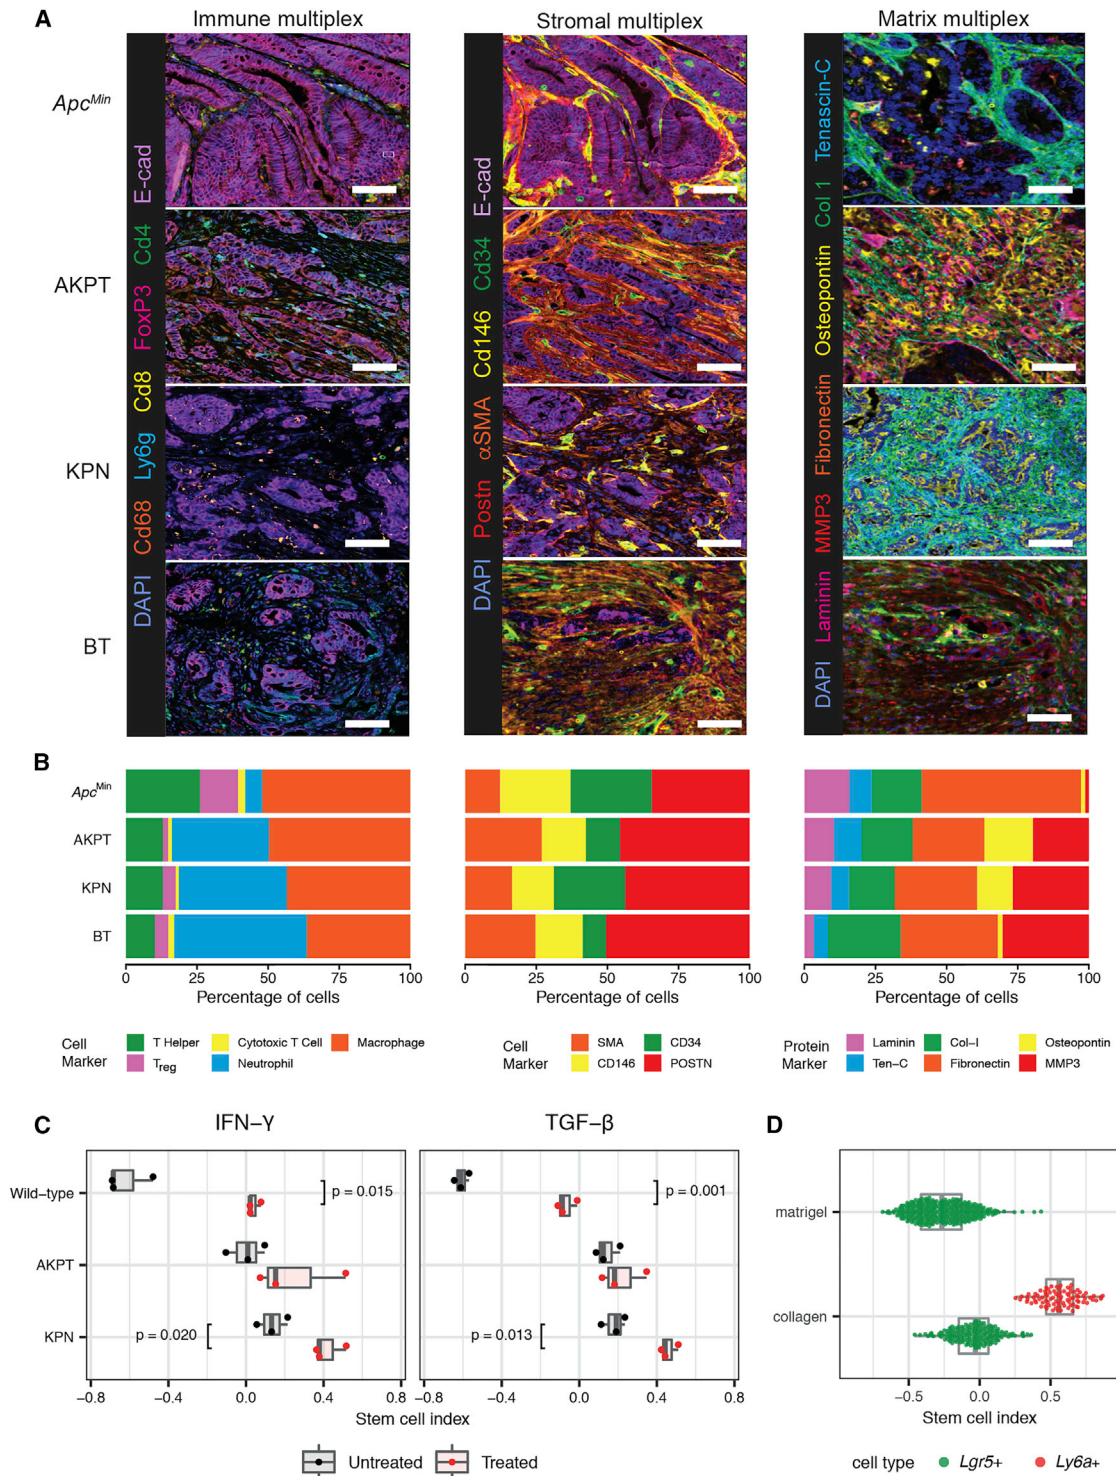 A
Immune multiplex
Stromal multiplex
Matrix multiplex
Apc^Min
AKPT
KPN
BT
DAPI Cd68 Ly6g Cd8 FoxP3 Cd4 E-cad
DAPI Postn αSMA Cd146 Cd34 E-cad
DAPI Laminin MMP3 Fibronectin Osteopontin Col 1 Tenascin-C
B
Apc^Min
AKPT
KPN
BT
0 25 50 75 100
0 25 50 75 100
0 25 50 75 100
Percentage of cells
Percentage of cells
Percentage of cells
Cell Marker
T Helper
Cytotoxic T Cell
Macrophage
Treg
Neutrophil
Cell Marker
SMA
CD34
CD146
POSTN
Protein Marker
Laminin
Col–I
Osteopontin
Ten–C
Fibronectin
MMP3
C
IFN–γ
TGF–β
Wild–type
AKPT
KPN
p = 0.015
p = 0.020
p = 0.001
p = 0.013
−0.8 −0.4 0.0 0.4 0.8
−0.8 −0.4 0.0 0.4 0.8
Stem cell index
Untreated
Treated
D
matrigel
collagen
−0.5 0.0 0.5
Stem cell index
cell type
Lgr5+
Ly6a+